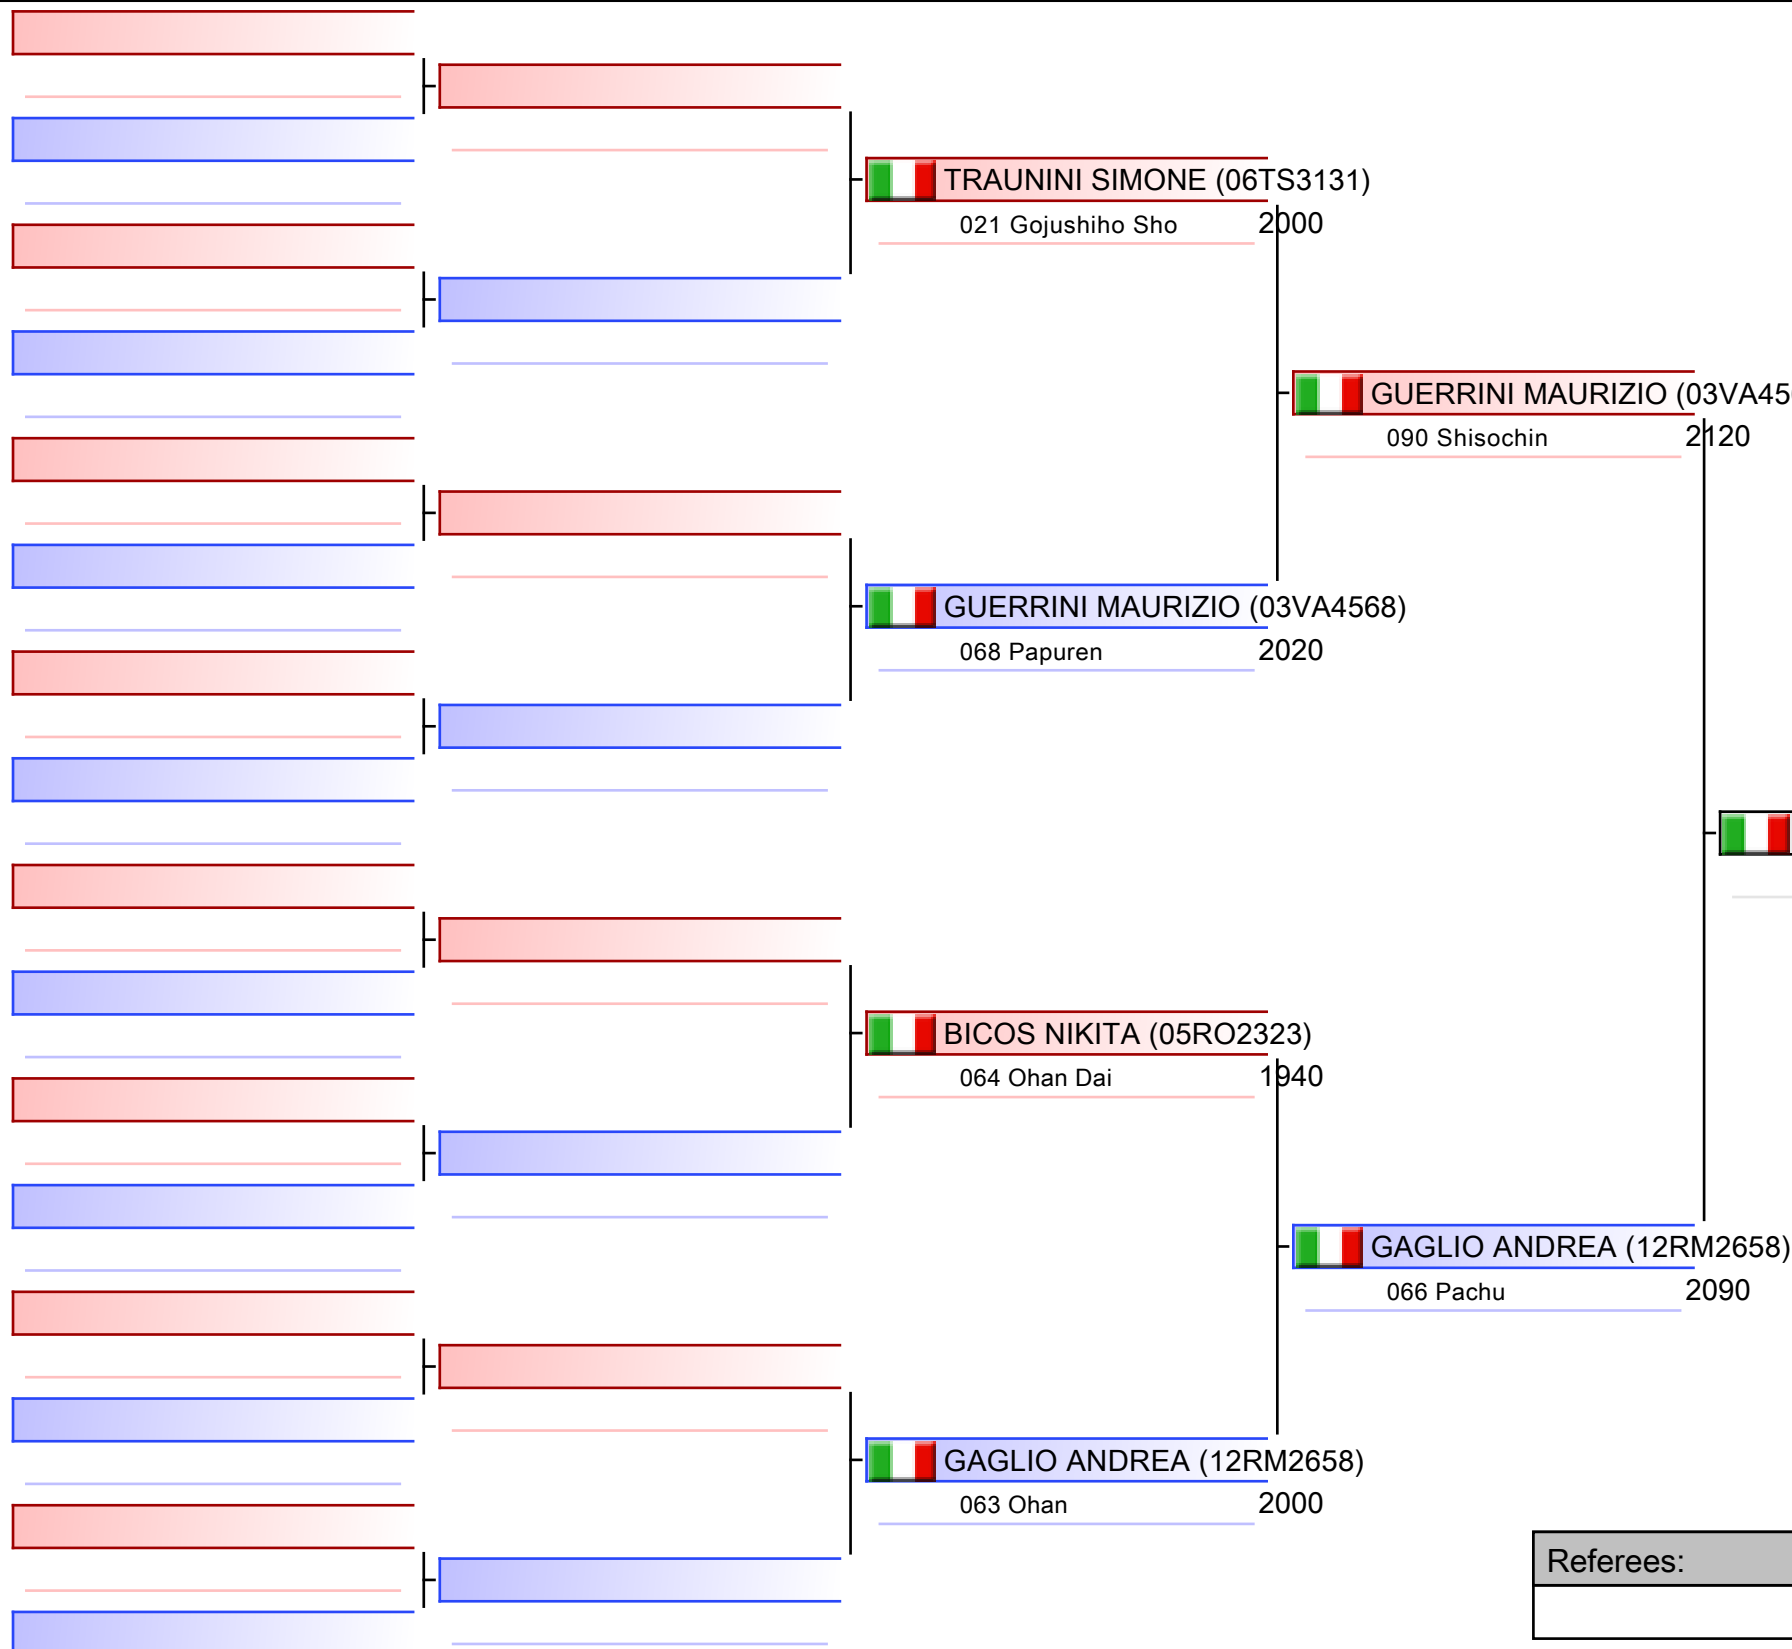 TRAUNINI SIMONE (06TS3131)
021 Gojushiho Sho 2000
GUERRINI MAURIZIO (03VA45
090 Shisochin 2120
GUERRINI MAURIZIO (03VA4568)
068 Papuren 2020
BICOS NIKITA (05RO2323)
064 Ohan Dai 1940
GAGLIO ANDREA (12RM2658)
066 Pachu 2090
GAGLIO ANDREA (12RM2658)
063 Ohan 2000
Referees: